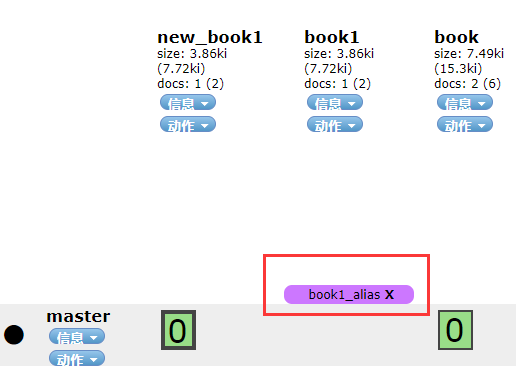 new_book1
size: 3.86ki
(7.72ki)
docs: 1 (2)
信息
动作
book1
size: 3.86ki
(7.72ki)
docs: 1 (2)
信息
动作
book
size: 7.49ki
(15.3ki)
docs: 2 (6)
信息
动作
book1_alias X
master
信息
动作
0
0